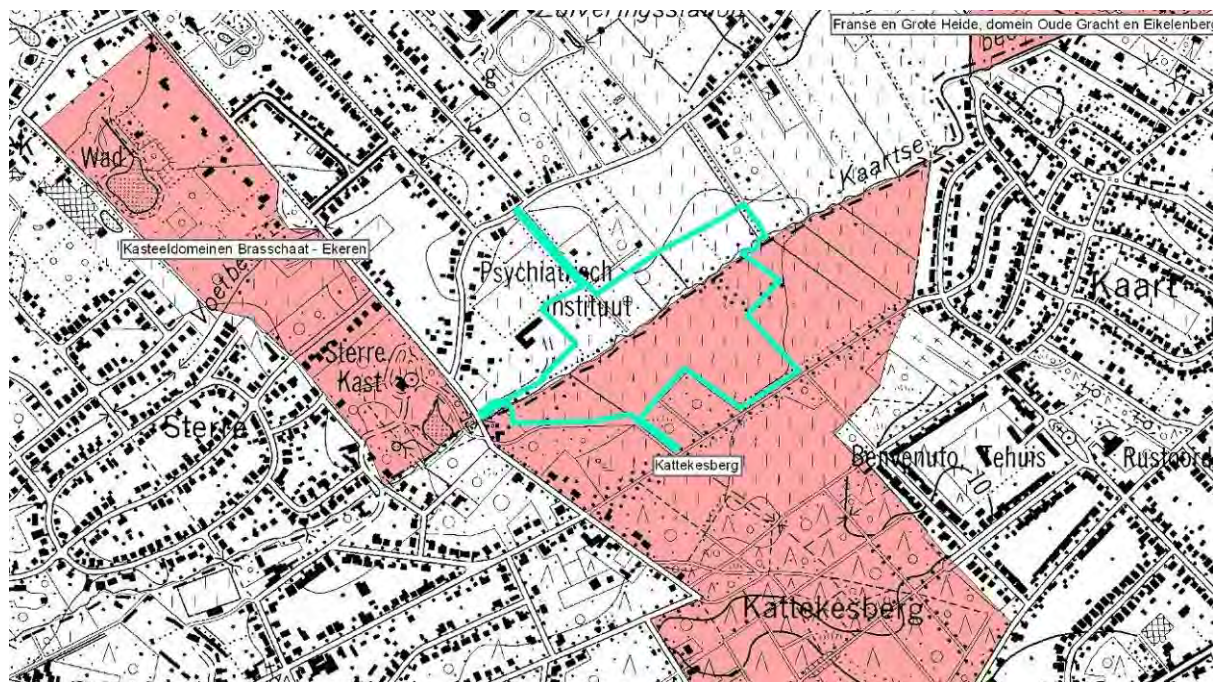 Zuiveringsstation
Franse en Grote Heide, domein Oude Gracht en Eikelenberg
Wad
Kaartse
Kasteeldomeinen Brasschaat - Ekeren
Psychiatrisch
Instituut
Kaart
Sterre
Kast
Sterre
Kattekesberg
Benvenuto Tehuis
Rustoord
10
Kattekesberg